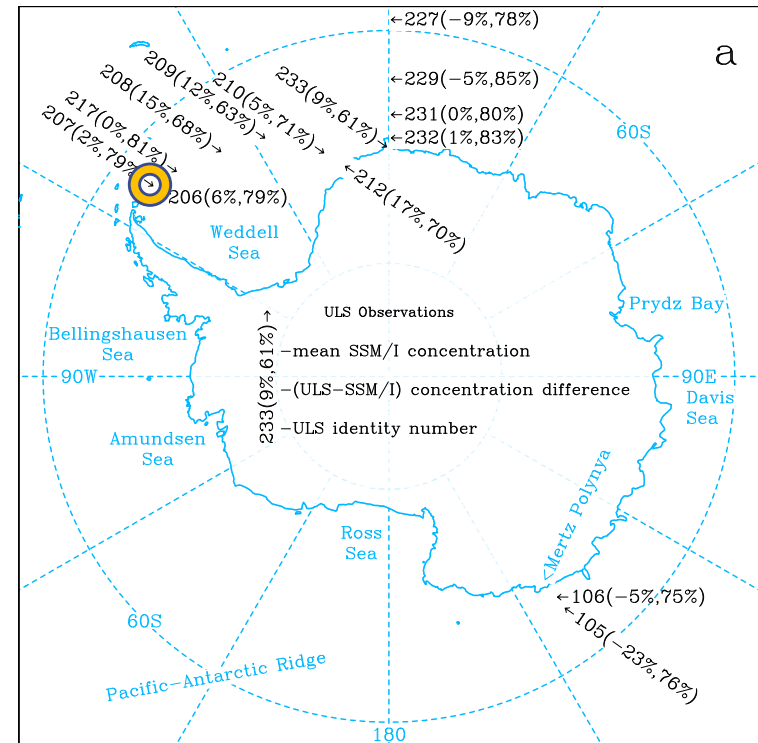 ←227(−9%,78%)
a
←229(−5%,85%)
←231(0%,80%)
←232(1%,83%)
60S
233(9%,61%)→
210(5%,71%)→
209(12%,63%)→
208(15%,68%)→
217(0%,81%)→
207(2%,79%
206(6%,79%)
←212(17%,70%)
Weddell
Sea
Prydz Bay
ULS Observations
Bellingshausen
Sea
−mean SSM/I concentration
90W
90E
−(ULS−SSM/I) concentration difference
Davis
Sea
233(9%,61%)→
−ULS identity number
Amundsen
Sea
Ross
Sea
<Mertz Polynya
←106(−5%,75%)
←105(−23%,76%)
60S
Pacific−Antarctic Ridge
180